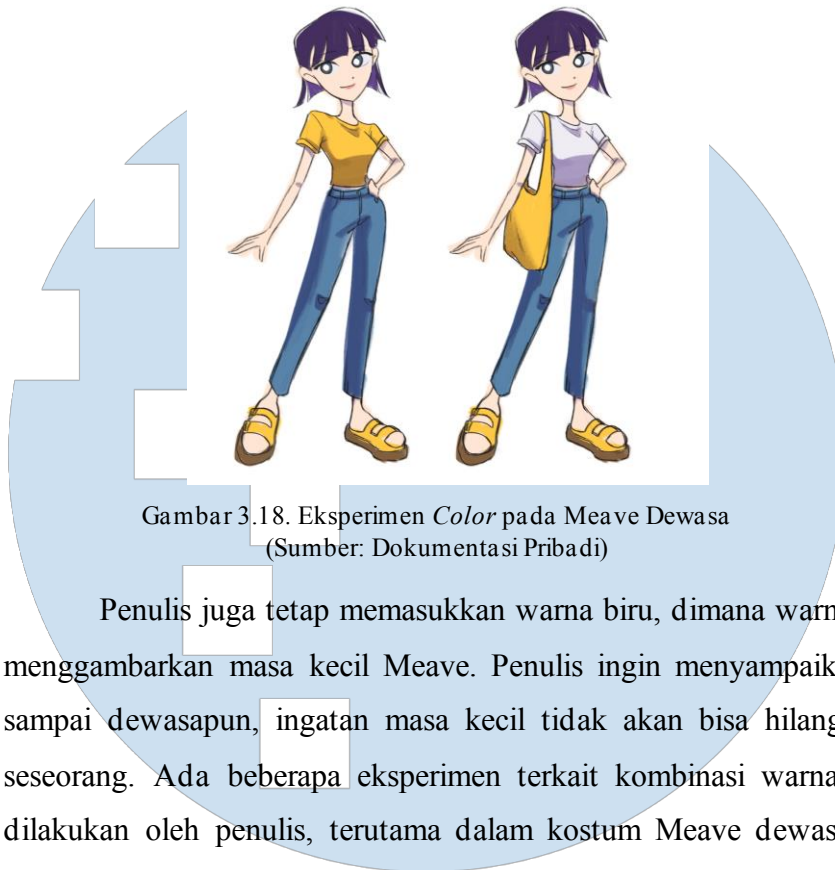 Gambar 3.18. Eksperimen Color pada Meave Dewasa
(Sumber: Dokumentasi Pribadi)
Penulis juga tetap memasukkan warna biru, dimana warn
menggambarkan masa kecil Meave. Penulis ingin menyampaik
sampai dewasapun, ingatan masa kecil tidak akan bisa hilang
seseorang. Ada beberapa eksperimen terkait kombinasi warna
dilakukan oleh penulis, terutama dalam kostum Meave dewas